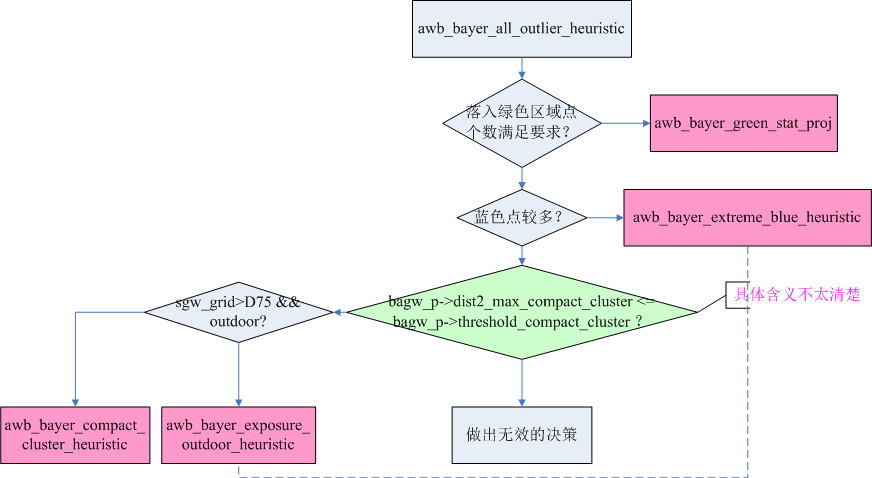 awb_bayer_all_outlier_heuristic
落入绿色区域点
个数满足要求?
awb_bayer_green_stat_proj
蓝色点较多?
awb_bayer_extreme_blue_heuristic
bagw_p->dist2_max_compact_cluster <=
bagw_p->threshold_compact_cluster ?
具体含义不太清楚
sgw_grid>D75 &&
outdoor?
awb_bayer_compact_
cluster_heuristic
awb_bayer_exposure_
outdoor_heuristic
做出无效的决策